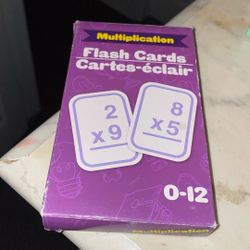 Multiplication
Flash Cards
Cartes-éclair
2
x 9
8
x 5
0-12
Multiplication